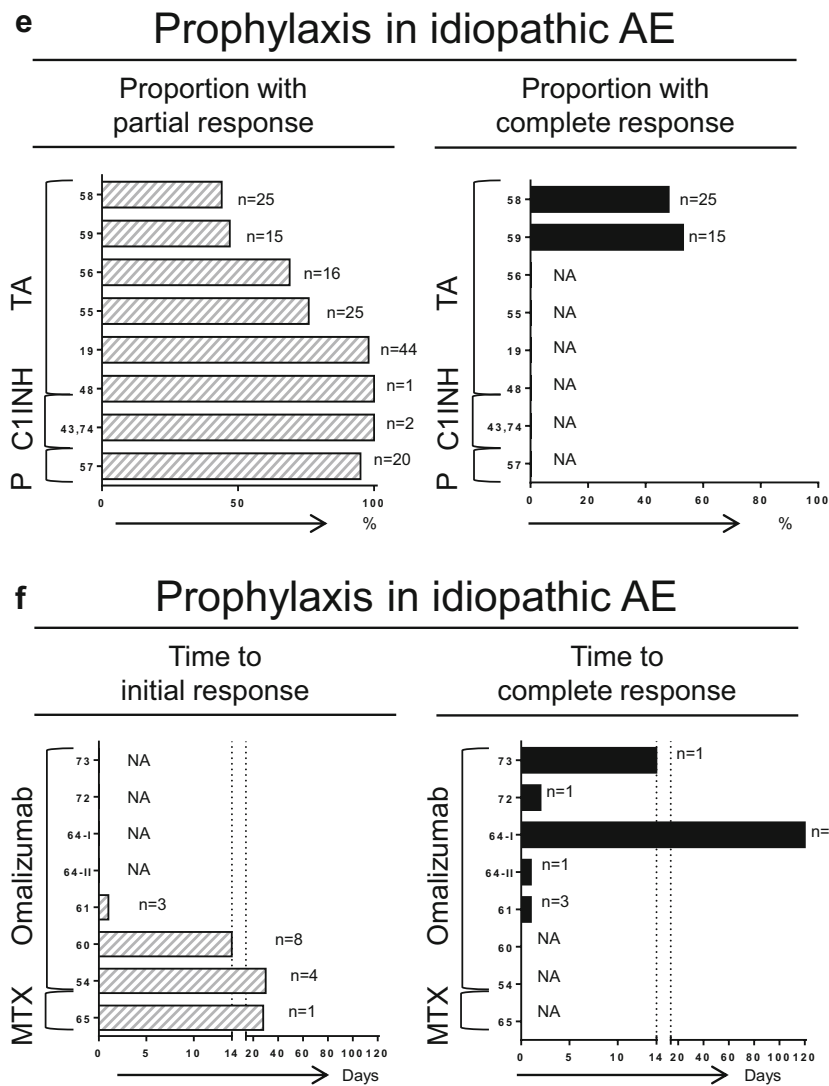 e
Prophylaxis in idiopathic AE
Proportion with
partial response
Proportion with
complete response
TA
C1INH
P
58
59
56
55
19
48
43,74
57
n=25
n=15
n=16
n=25
n=44
n=1
n=2
n=20
0 50 100
%
TA
C1INH
P
58
59
56
55
19
48
43,74
57
n=25
n=15
NA
NA
NA
NA
NA
NA
0 20 40 60 80 100
%
f
Prophylaxis in idiopathic AE
Time to
initial response
Time to
complete response
Omalizumab
MTX
73
72
64-I
64-II
61
60
54
65
NA
NA
NA
NA
n=3
n=8
n=4
n=1
0 5 10 14 20 40 60 80 100 120
Days
Omalizumab
MTX
73
72
64-I
64-II
61
60
54
65
n=1
n=1
n=
n=1
n=3
NA
NA
NA
0 5 10 14 20 40 60 80 100 120
Days